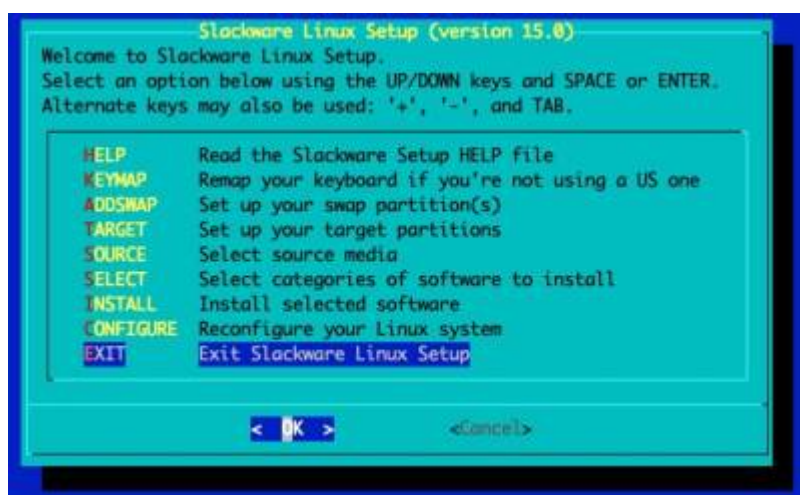 Slackware Linux Setup (version 15.0)
Welcome to Slackware Linux Setup.
Select an option below using the UP/DOWN keys and SPACE or ENTER.
Alternate keys may also be used: '+', '-', and TAB.
HELP Read the Slackware Setup HELP file
KEYMAP Remap your keyboard if you're not using a US one
ADDSWAP Set up your swap partition(s)
TARGET Set up your target partitions
SOURCE Select source media
SELECT Select categories of software to install
INSTALL Install selected software
CONFIGURE Reconfigure your Linux system
EXIT Exit Slackware Linux Setup
< OK > <Cancel>